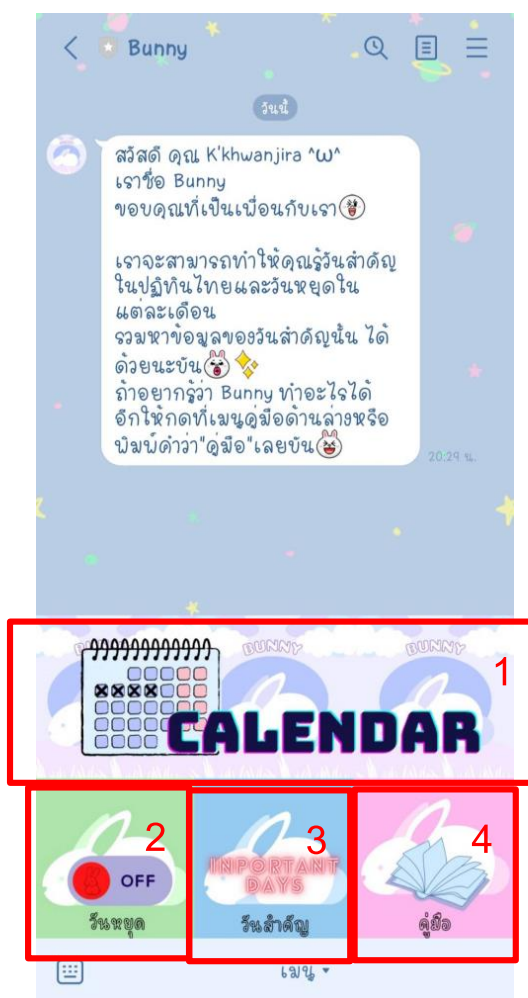 Bunny
วันนี้
สวัสดี คุณ K'khwanjira ^ω^
เราชื่อ Bunny
ขอบคุณที่เป็นเพื่อนกับเรา
เราจะสามารถทำให้คุณรู้วันสำคัญ
ในปฏิทินไทยและวันหยุดใน
แต่ละเดือน
รวมหาข้อมูลของวันสำคัญนั้น ได้
ด้วยนะบัน
ถ้าอยากรู้ว่า Bunny ทำอะไรได้
อีกให้กดที่เมนูคู่มือด้านล่างหรือ
พิมพ์คำว่า"คู่มือ"เลยบัน
20:29 น.
BUNNY
BUNNY
1
CALENDAR
2
3
4
OFF
INPORTANT
DAYS
วันหยุด
วันสำคัญ
คู่มือ
เมนู